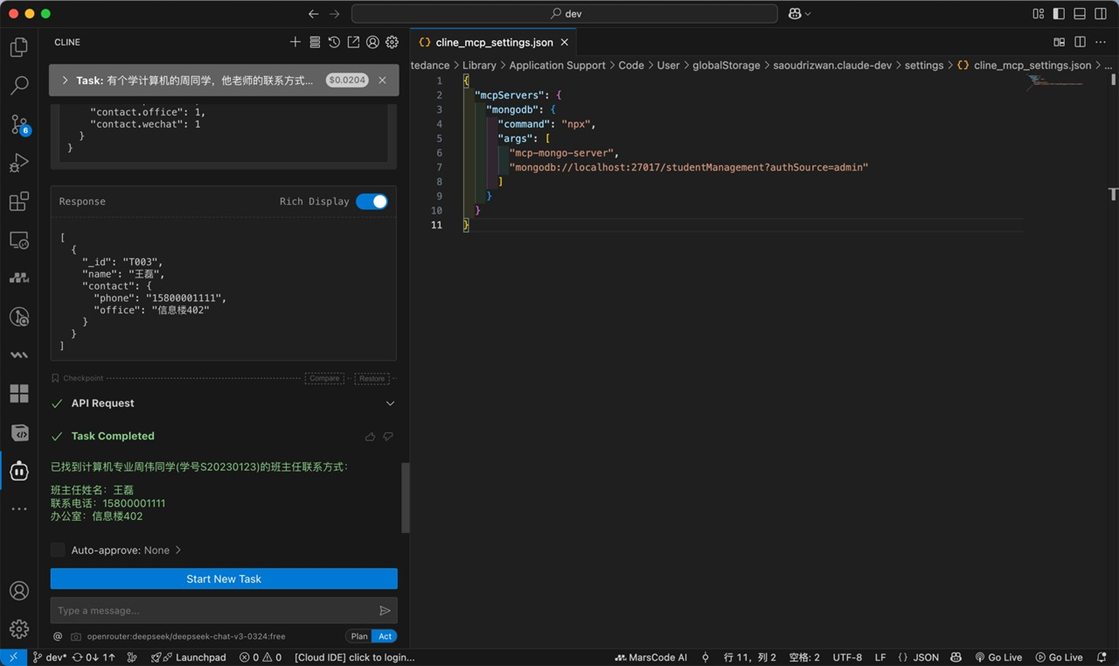 dev
CLINE
Task: 有个学计算机的周同学，他老师的联系方式... $0.0204
"contact.office": 1,
"contact.wechat": 1
}
}
Response
Rich Display
[
{
"_id": "T003",
"name": "王磊",
"contact": {
"phone": "15800001111",
"office": "信息楼402"
}
}
]
Checkpoint
Compare
Restore
API Request
Task Completed
已找到计算机专业周伟同学(学号S20230123)的班主任联系方式：
班主任姓名：王磊
联系电话：15800001111
办公室：信息楼402
Auto-approve: None
Start New Task
Type a message...
@ openrouter:deepseek/deepseek-chat-v3-0324:free
Plan Act
cline_mcp_settings.json
tedance > Library > Application Support > Code > User > globalStorage > saoudrizwan.claude-dev > settings > {} cline_mcp_settings.json > ...
1 {
2 "mcpServers": {
3 "mongodb": {
4 "command": "npx",
5 "args": [
6 "mcp-mongo-server",
7 "mongodb://localhost:27017/studentManagement?authSource=admin"
8 ]
9 }
10 }
11 }
6
dev* 0↓ 1↑ Launchpad 0 0 [Cloud IDE] click to login... MarsCode AI 行 11，列 2 空格: 2 UTF-8 LF {} JSON Go Live Go Live